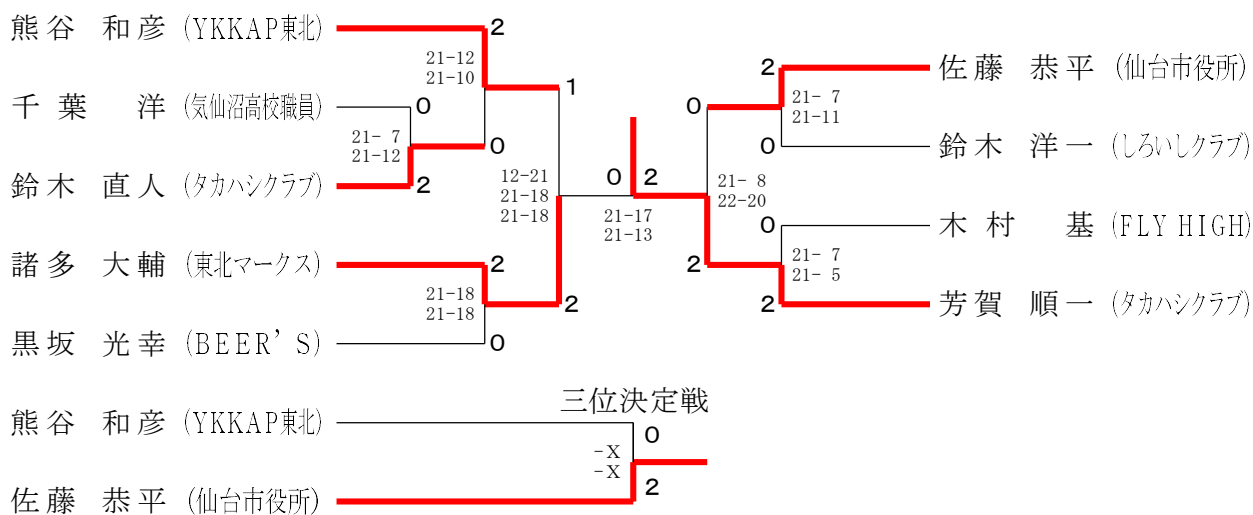 熊谷 和彦 (YKKAP東北)
2
21-12
21-10
千葉 洋 (気仙沼高校職員)
0
21- 7
21-12
0
鈴木 直人 (タカハシクラブ)
2
1
12-21
21-18
21-18
諸多 大輔 (東北マークス)
2
21-18
21-18
2
黒坂 光幸 (BEER'S)
0
0 2
21-17
21-13
2
佐藤 恭平 (仙台市役所)
0
21- 7
21-11
0
鈴木 洋一 (しろいしクラブ)
21- 8
22-20
0
木村 基 (FLY HIGH)
2
21- 7
21- 5
2
芳賀 順一 (タカハシクラブ)
三位決定戦
熊谷 和彦 (YKKAP東北)
0
-X
-X
2
佐藤 恭平 (仙台市役所)